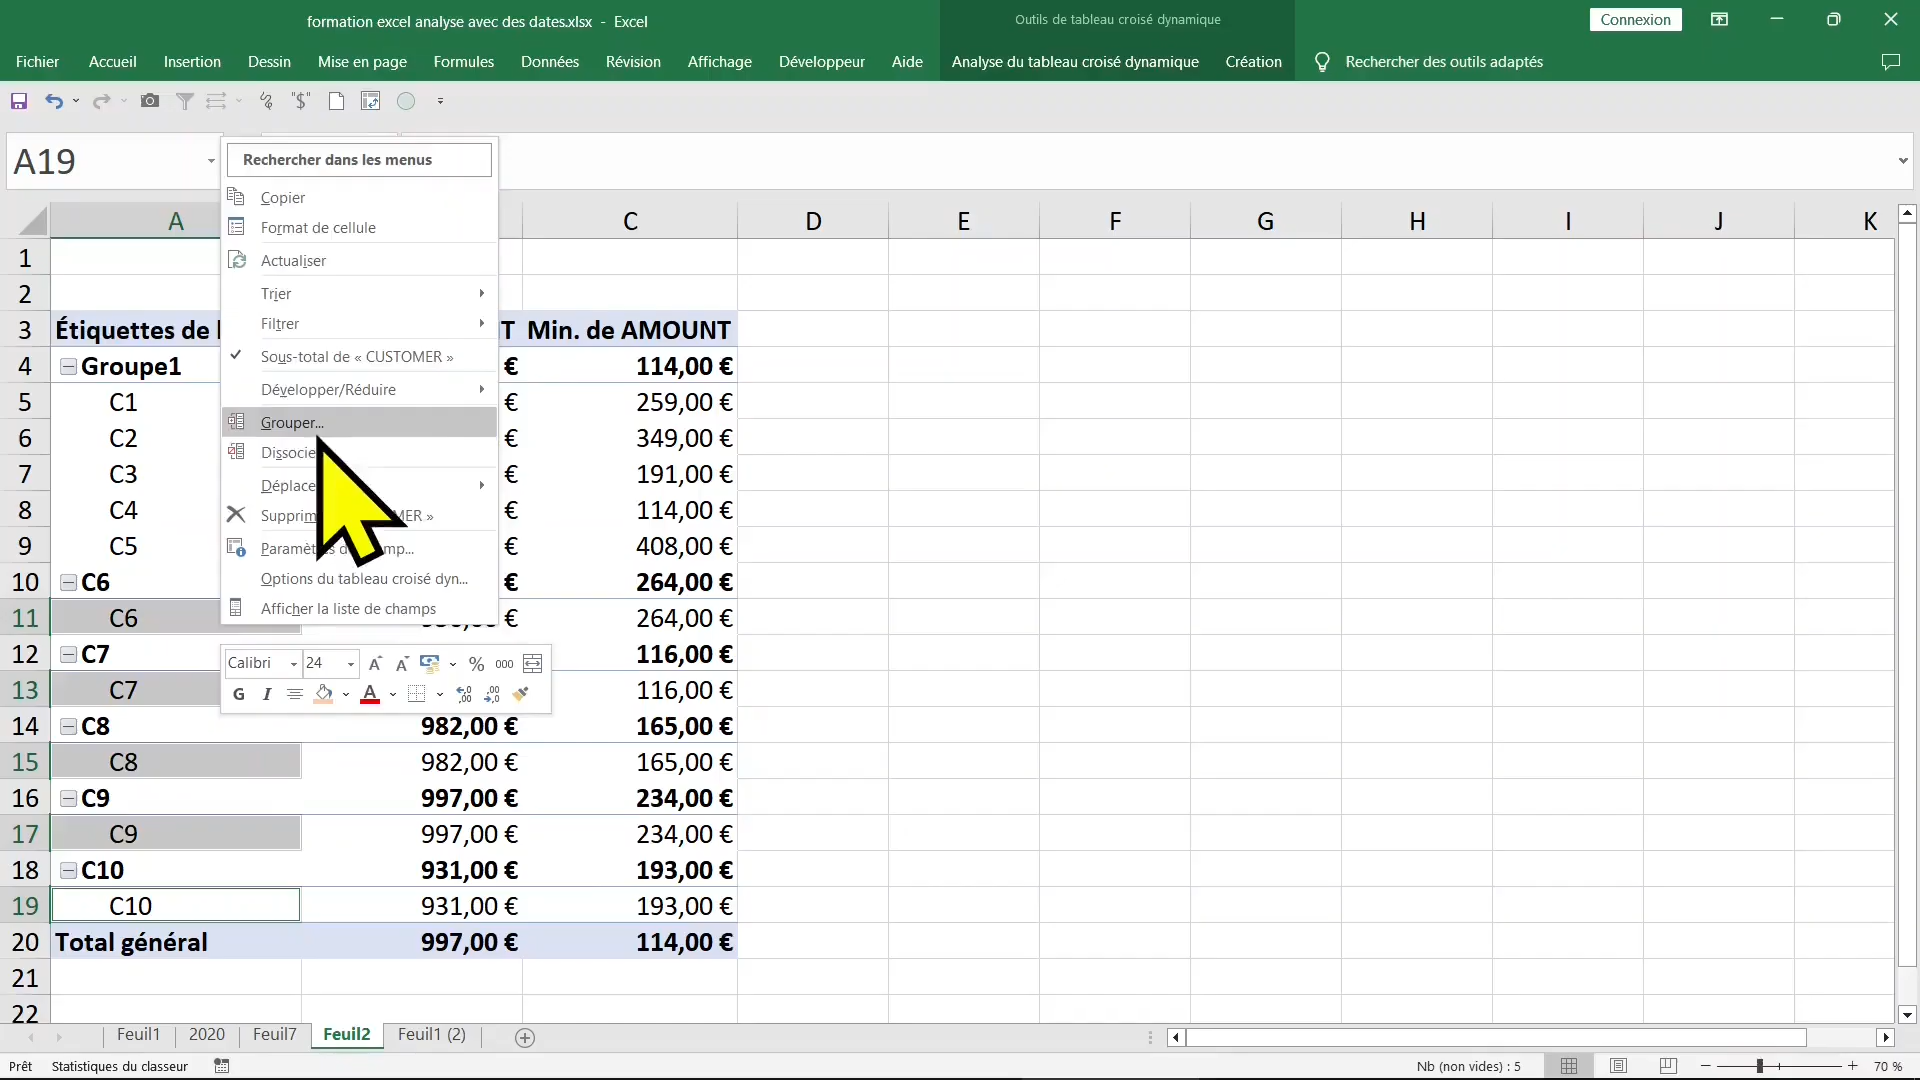 formation excel analyse avec des dates.xlsx - Excel
Outils de tableau croisé dynamique
Connexion
Fichier Accueil Insertion Dessin Mise en page Formules Données Révision Affichage Développeur Aide Analyse du tableau croisé dynamique Création Rechercher des outils adaptés
"$"
A19
Rechercher dans les menus
Copier
Format de cellule
Actualiser
Trier
Filtrer
Sous-total de « CUSTOMER »
Développer/Réduire
Grouper...
Dissocie
Déplace
Supprim MER »
Options du tableau croisé dyn...
Afficher la liste de champs
A C D E F G H I J K
1
2
3 Étiquettes de T Min. de AMOUNT
4 Groupe1 € 114,00 €
5 C1 € 259,00 €
6 C2 € 349,00 €
7 C3 € 191,00 €
8 C4 € 114,00 €
9 C5 € 408,00 €
10 C6 € 264,00 €
11 C6 € 264,00 €
12 C7 116,00 €
Calibri 24 A A % 000
13 C7 116,00 €
G I A ,00 ,00
14 C8 982,00 € 165,00 €
15 C8 982,00 € 165,00 €
16 C9 997,00 € 234,00 €
17 C9 997,00 € 234,00 €
18 C10 931,00 € 193,00 €
19 C10 931,00 € 193,00 €
20 Total général 997,00 € 114,00 €
21
22
Feuil1 2020 Feuil7 Feuil2 Feuil1 (2)
Prêt Statistiques du classeur Nb (non vides) : 5 70 %